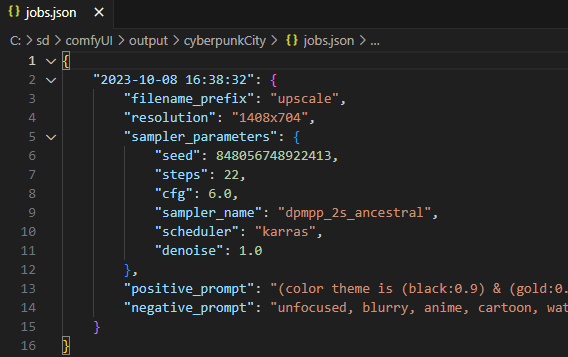 {} jobs.json ×
C: > sd > comfyUI > output > cyberpunkCity > {} jobs.json > ...
1 {
2 "2023-10-08 16:38:32": {
3 "filename_prefix": "upscale",
4 "resolution": "1408x704",
5 "sampler_parameters": {
6 "seed": 848056748922413,
7 "steps": 22,
8 "cfg": 6.0,
9 "sampler_name": "dpmpp_2s_ancestral",
10 "scheduler": "karras",
11 "denoise": 1.0
12 },
13 "positive_prompt": "(color theme is (black:0.9) & (gold:0.
14 "negative_prompt": "unfocused, blurry, anime, cartoon, wat
15 }
16 }